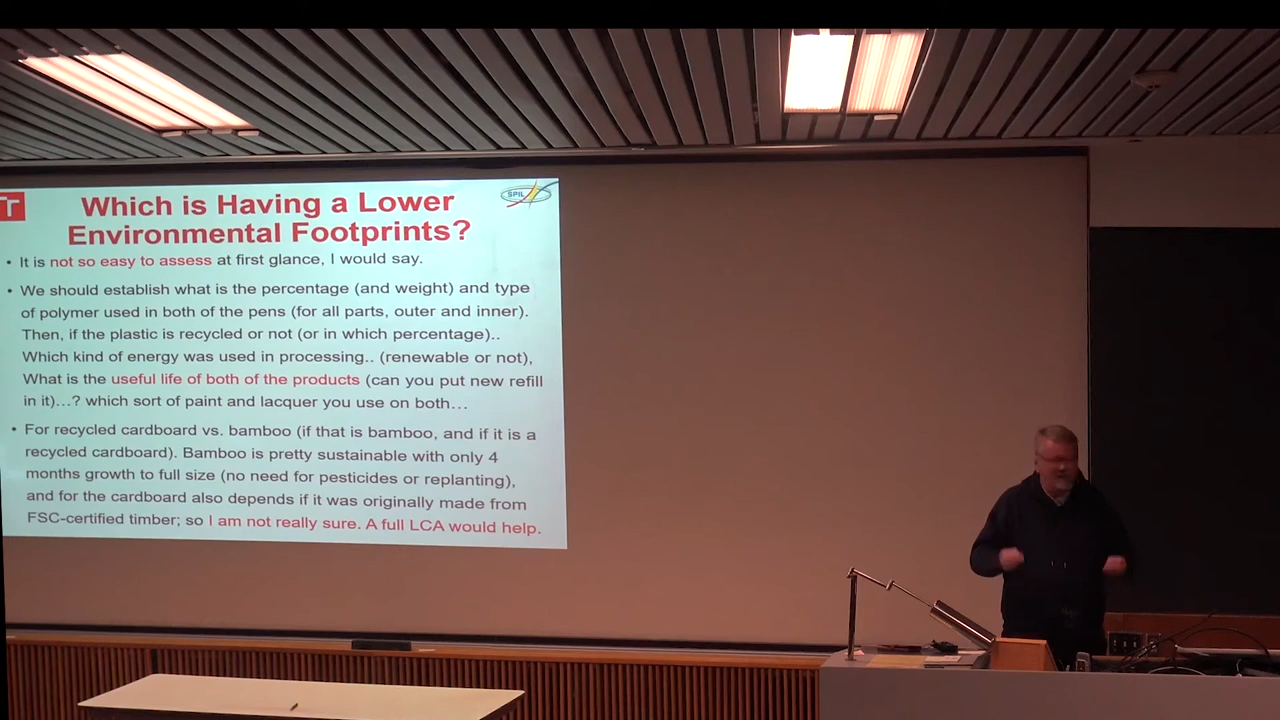 T
SPIL
Which is Having a Lower
Environmental Footprints?
• It is not so easy to assess at first glance, I would say.
• We should establish what is the percentage (and weight) and type
of polymer used in both of the pens (for all parts, outer and inner).
Then, if the plastic is recycled or not (or in which percentage)..
Which kind of energy was used in processing.. (renewable or not),
What is the useful life of both of the products (can you put new refill
in it)…? which sort of paint and lacquer you use on both…
• For recycled cardboard vs. bamboo (if that is bamboo, and if it is a
recycled cardboard). Bamboo is pretty sustainable with only 4
months growth to full size (no need for pesticides or replanting),
and for the cardboard also depends if it was originally made from
FSC-certified timber; so I am not really sure. A full LCA would help.